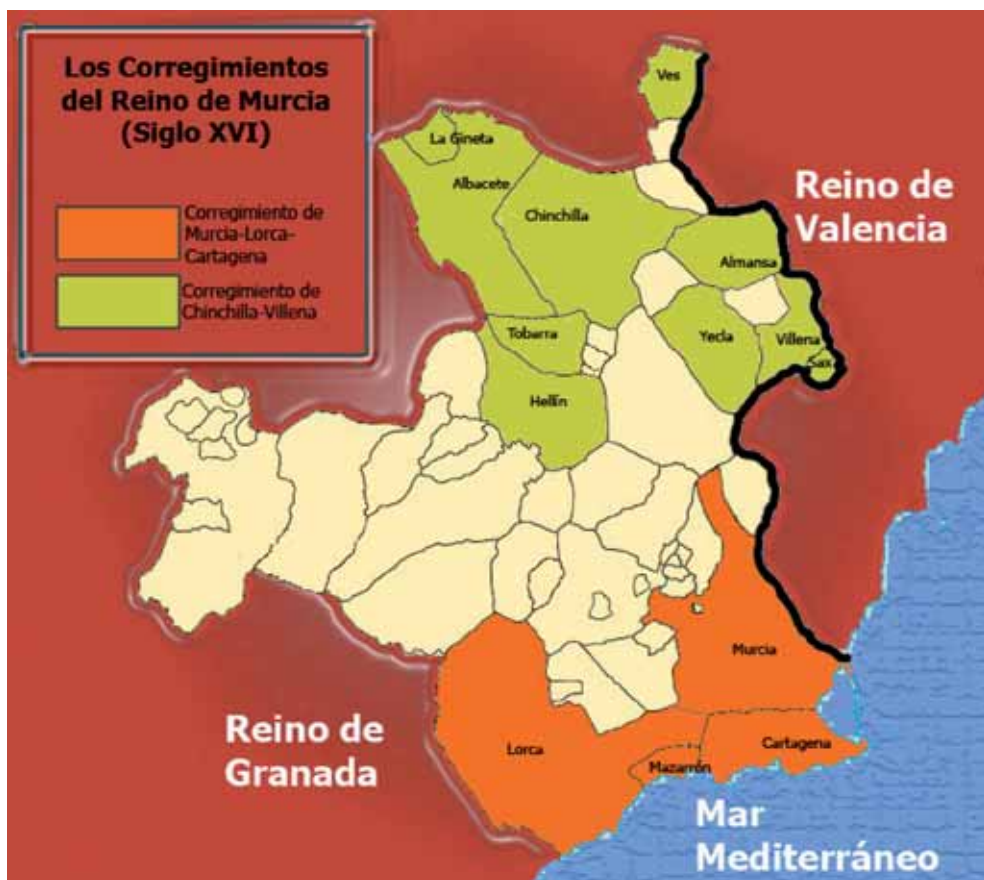 Los Corregimientos
del Reino de Murcia
(Siglo XVI)
Corregimiento de
Murcia-Lorca-
Cartagena
Corregimiento de
Chinchilla-Villena
Ves
La Gineta
Albacete
Chinchilla
Reino de
Valencia
Almansa
Tobarra
Yecla
Villena
Sax
Hellín
Murcia
Reino de
Granada
Lorca
Cartagena
Mazarrón
Mar
Mediterráneo